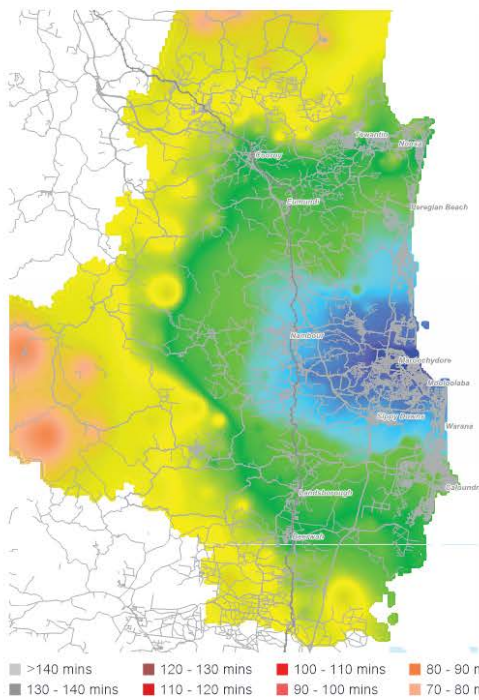 Tewantin
Noosa
Cooroy
Eumundi
Peregian Beach
Nambour
Maroochydore
Mooloolaba
Sippy Downs
Warana
Caloundr
Landsborough
Beerwah
>140 mins
120 - 130 mins
100 - 110 mins
80 - 90 m
130 - 140 mins
110 - 120 mins
90 - 100 mins
70 - 80 m